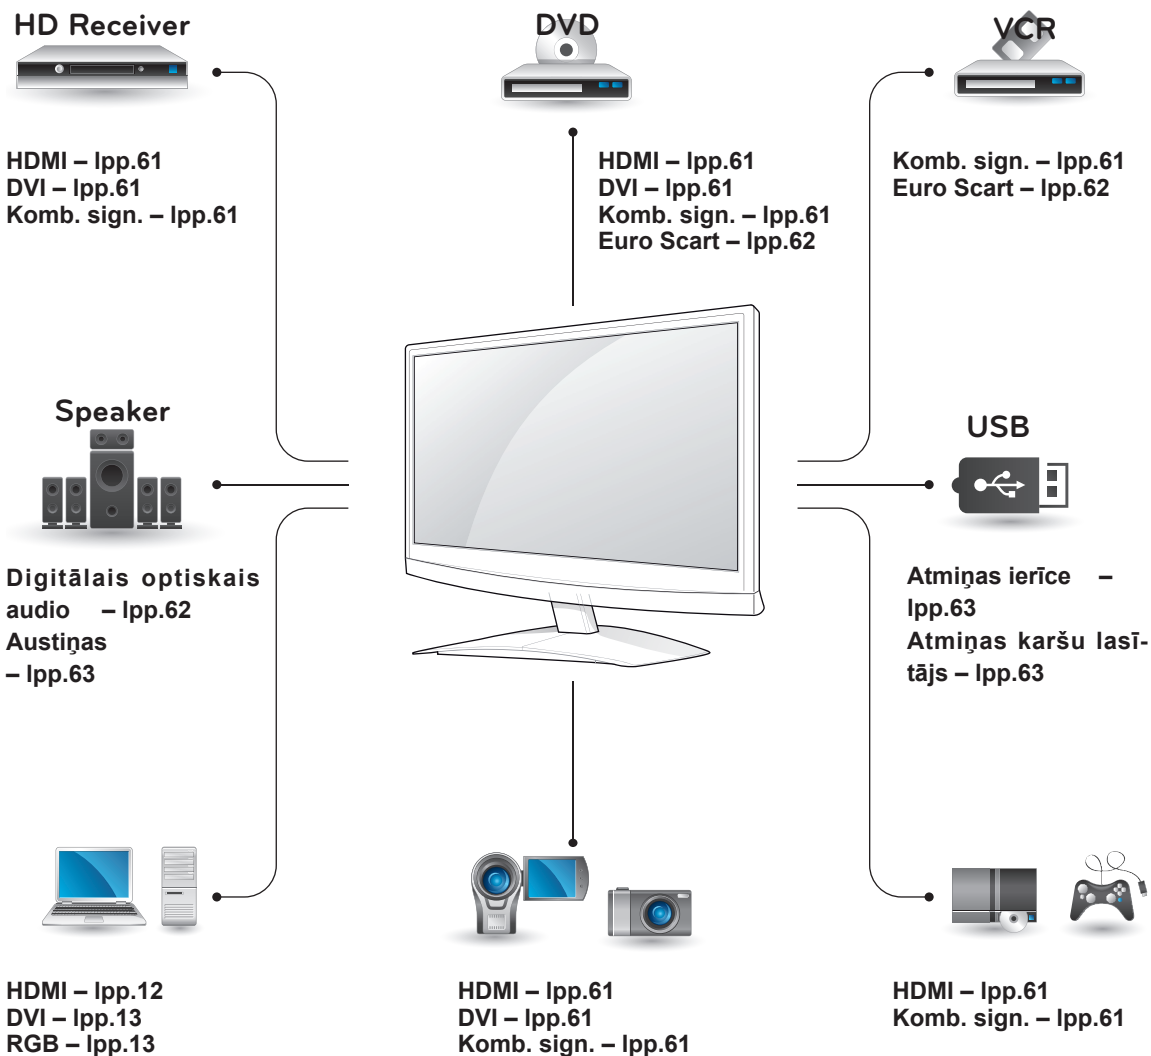 HD Receiver
HDMI – lpp.61
DVI – lpp.61
Komb. sign. – lpp.61
DVD
HDMI – lpp.61
DVI – lpp.61
Komb. sign. – lpp.61
Euro Scart – lpp.62
VCR
Komb. sign. – lpp.61
Euro Scart – lpp.62
Speaker
Digitālais optiskais
audio – lpp.62
Austiņas
– lpp.63
USB
Atmiņas ierīce –
lpp.63
Atmiņas karšu lasī-
tājs – lpp.63
HDMI – lpp.12
DVI – lpp.13
RGB – lpp.13
HDMI – lpp.61
DVI – lpp.61
Komb. sign. – lpp.61
HDMI – lpp.61
Komb. sign. – lpp.61